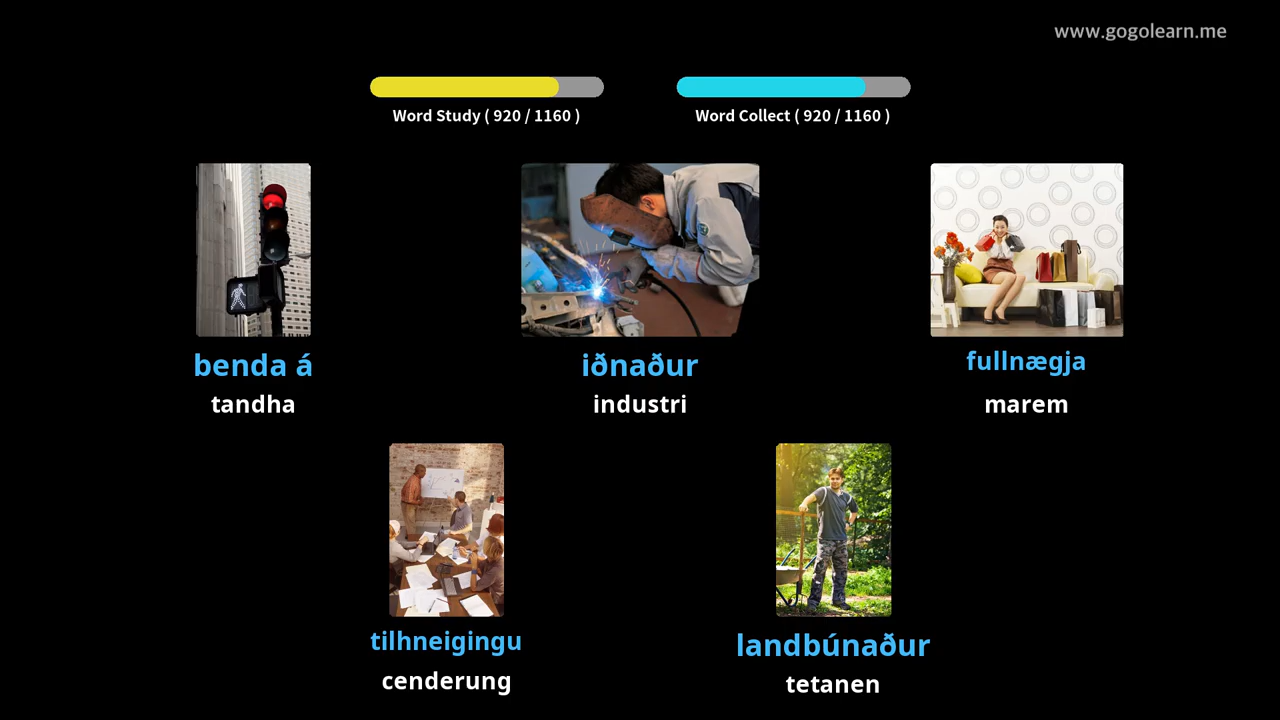 www.gogolearn.me
Word Study ( 920 / 1160 )
Word Collect ( 920 / 1160 )
benda á
tandha
iðnaður
industri
fullnægja
marem
tilhneigingu
cenderung
landbúnaður
tetanen